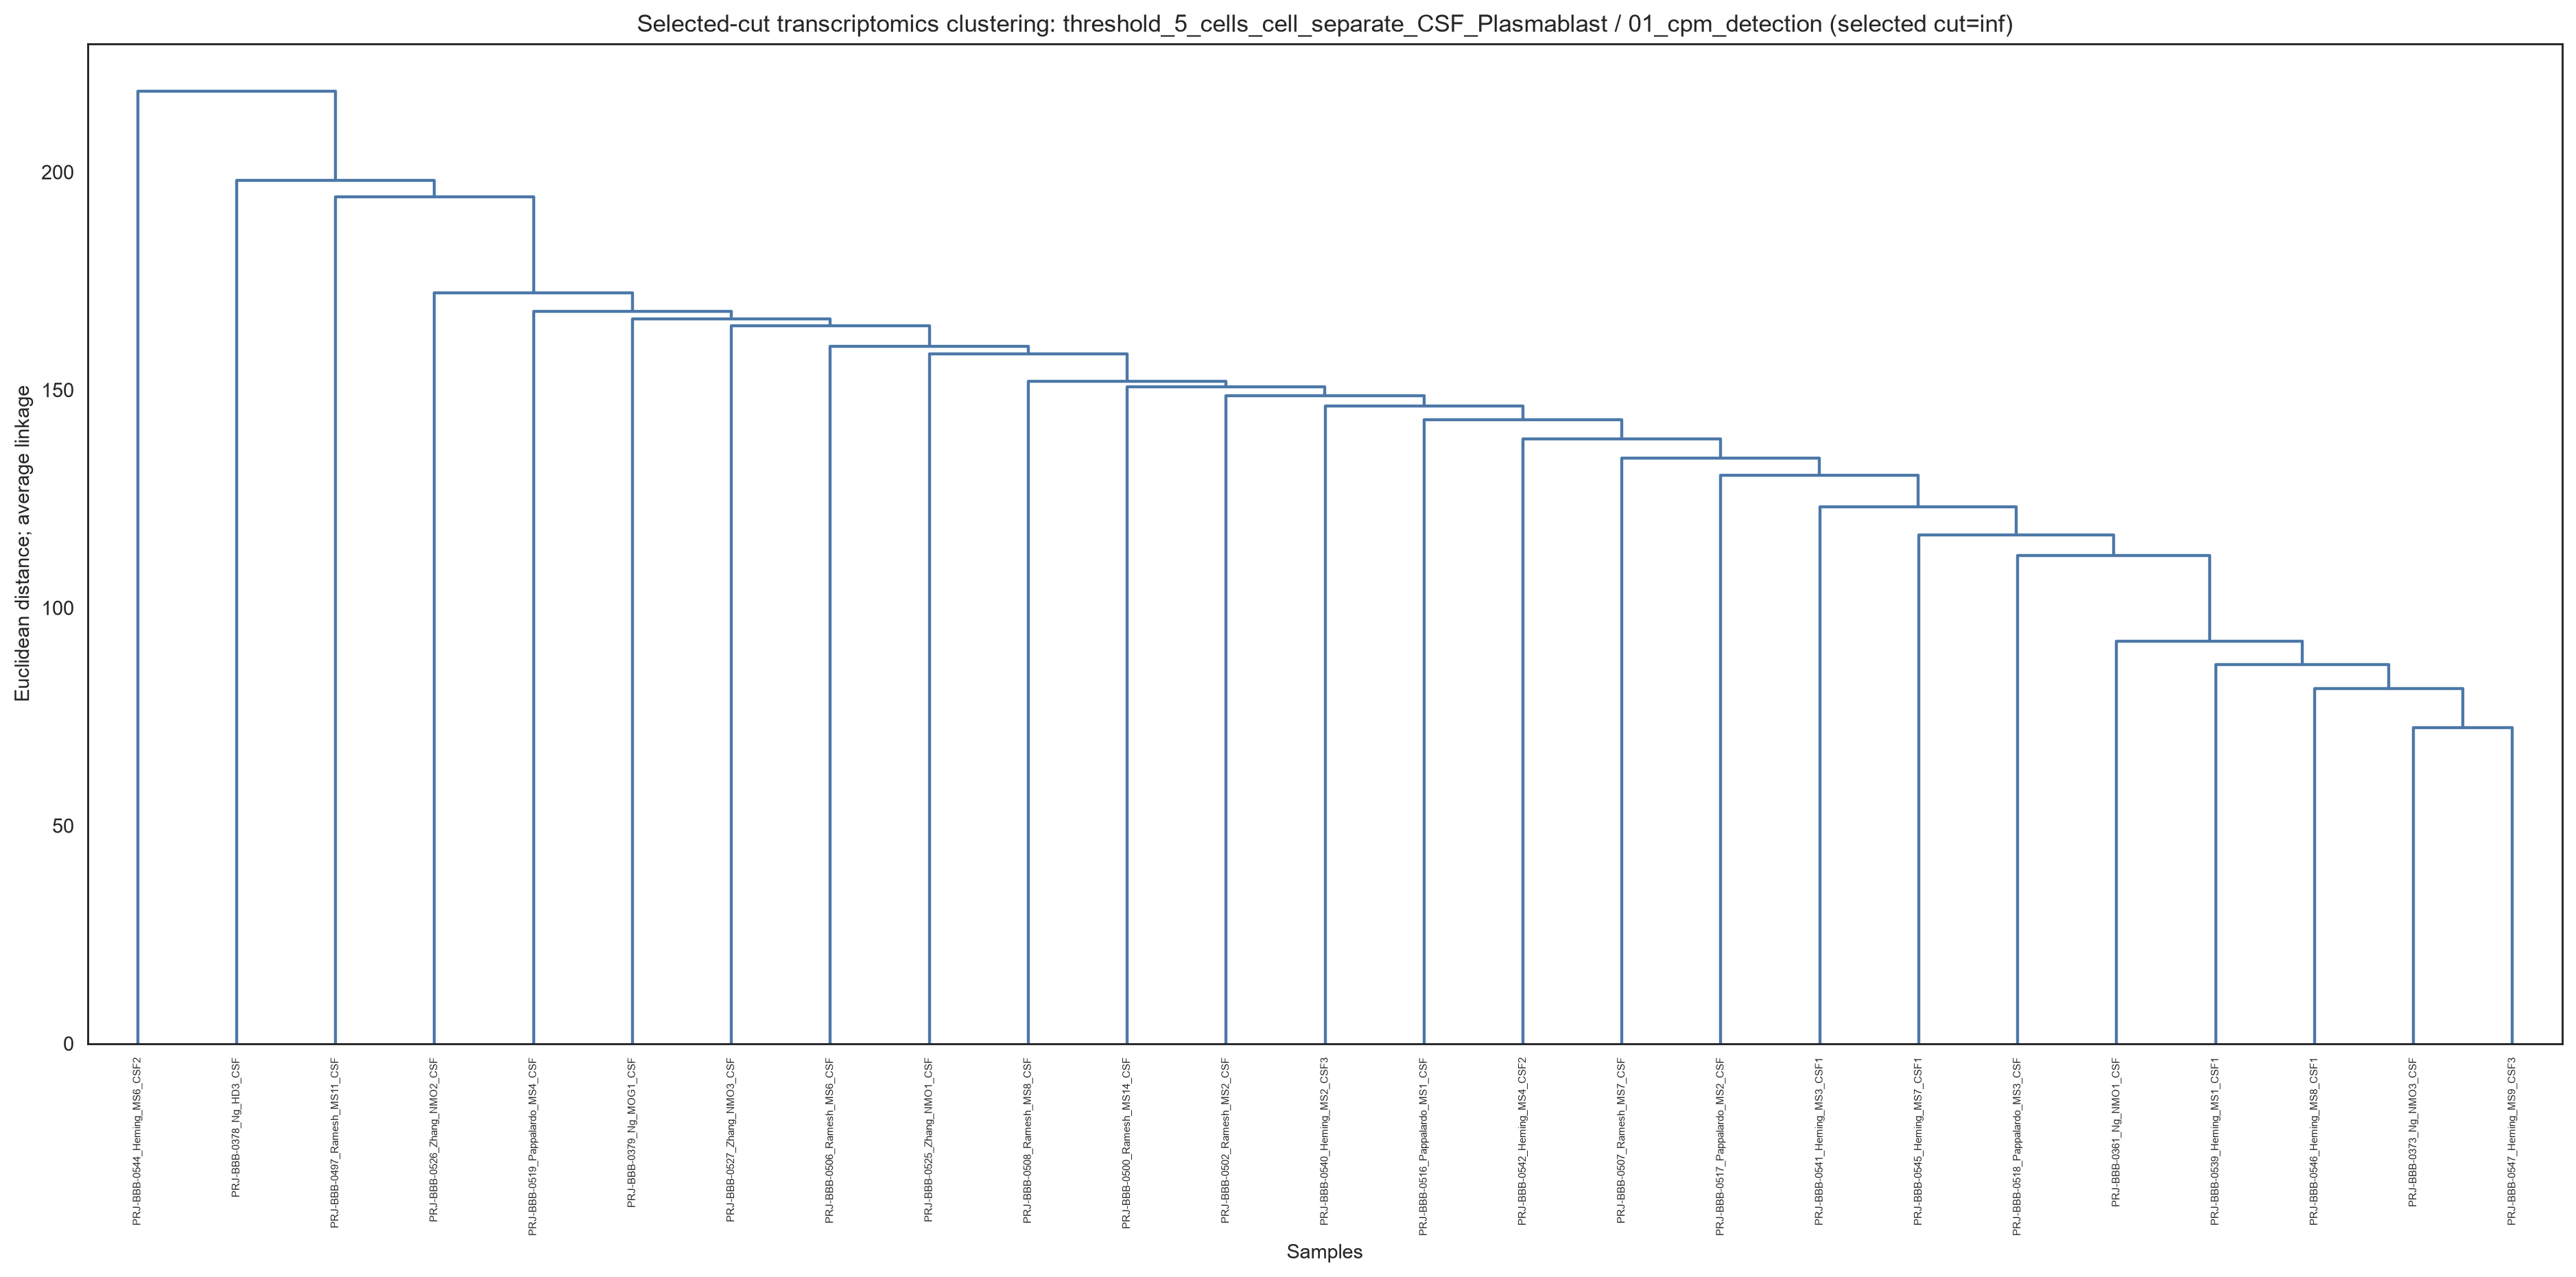 Selected-cut transcriptomics clustering: threshold_5_cells_cell_separate_CSF_Plasmablast / 01_cpm_detection (selected cut=inf)
Euclidean distance; average linkage
200
150
100
50
0
PRJ-BBB-0544_Heming_MS6_CSF2
PRJ-BBB-0378_Ng_HD3_CSF
PRJ-BBB-0497_Ramesh_MS11_CSF
PRJ-BBB-0526_Zhang_NMO2_CSF
PRJ-BBB-0519_Pappalardo_MS4_CSF
PRJ-BBB-0379_Ng_MOG1_CSF
PRJ-BBB-0527_Zhang_NMO3_CSF
PRJ-BBB-0506_Ramesh_MS6_CSF
PRJ-BBB-0525_Zhang_NMO1_CSF
PRJ-BBB-0508_Ramesh_MS8_CSF
PRJ-BBB-0500_Ramesh_MS14_CSF
PRJ-BBB-0502_Ramesh_MS2_CSF
PRJ-BBB-0540_Heming_MS2_CSF3
PRJ-BBB-0516_Pappalardo_MS1_CSF
PRJ-BBB-0542_Heming_MS4_CSF2
PRJ-BBB-0507_Ramesh_MS7_CSF
PRJ-BBB-0517_Pappalardo_MS2_CSF
PRJ-BBB-0541_Heming_MS3_CSF1
PRJ-BBB-0545_Heming_MS7_CSF1
PRJ-BBB-0518_Pappalardo_MS3_CSF
PRJ-BBB-0361_Ng_NMO1_CSF
PRJ-BBB-0539_Heming_MS1_CSF1
PRJ-BBB-0546_Heming_MS8_CSF1
PRJ-BBB-0373_Ng_NMO3_CSF
PRJ-BBB-0547_Heming_MS9_CSF3
Samples